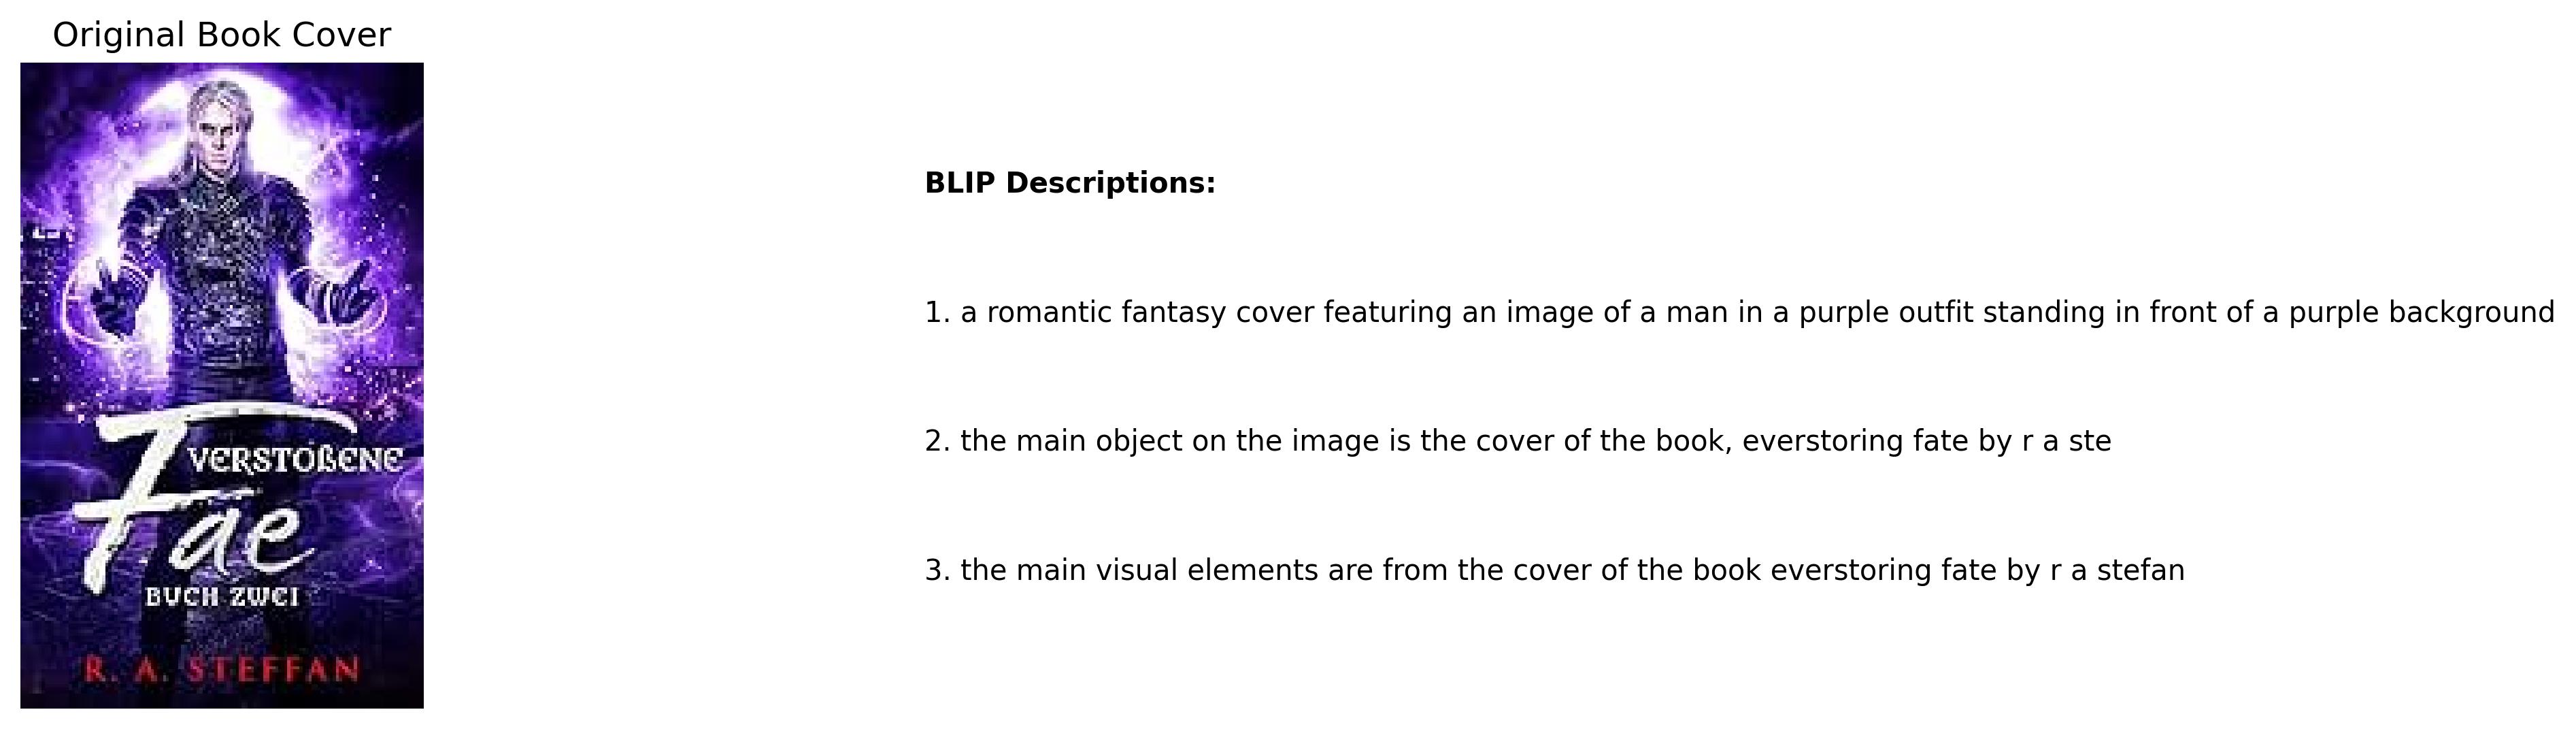 Original Book Cover
VERSTOßENE
Fae
BUCH ZWEI
R. A. STEFFAN
BLIP Descriptions:
1. a romantic fantasy cover featuring an image of a man in a purple outfit standing in front of a purple background
2. the main object on the image is the cover of the book, everstoring fate by r a ste
3. the main visual elements are from the cover of the book everstoring fate by r a stefan